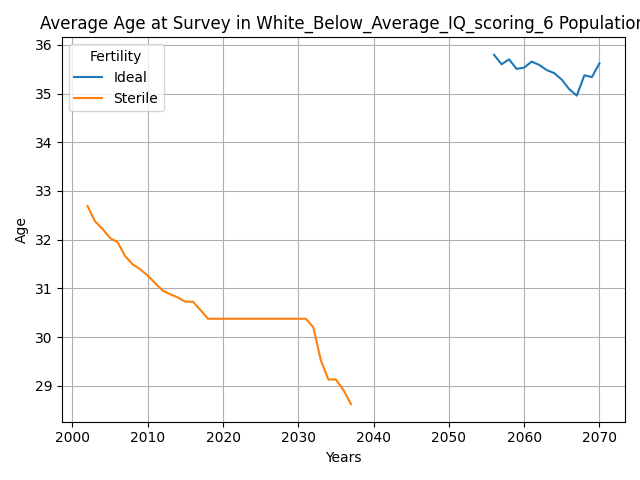 Average Age at Survey in White_Below_Average_IQ_scoring_6 Population
Fertility
Ideal
Sterile
36
35
34
33
32
31
30
29
Age
2000 2010 2020 2030 2040 2050 2060 2070
Years